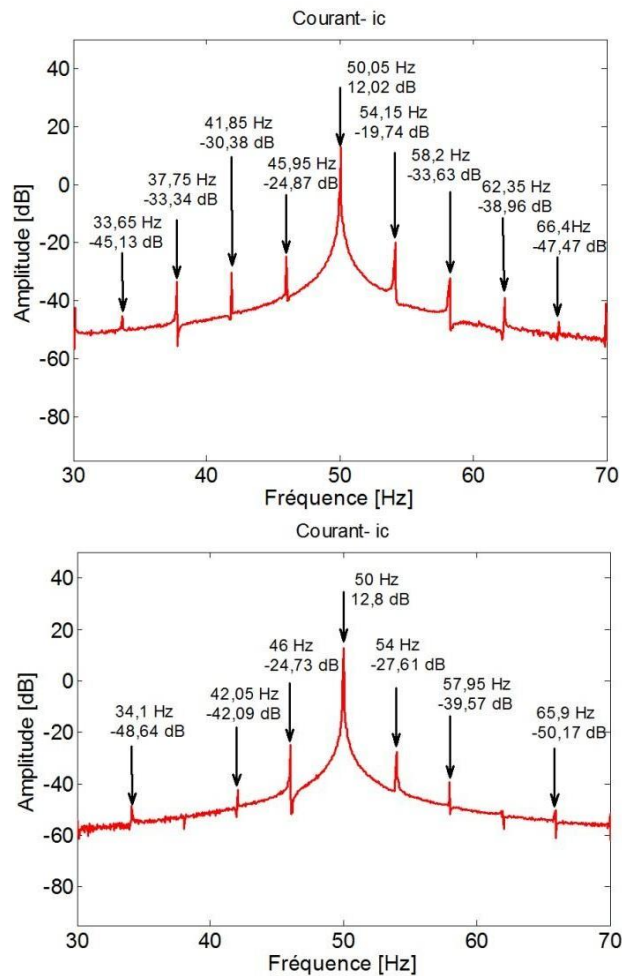 Courant- ic
50,05 Hz
12,02 dB
54,15 Hz
-19,74 dB
41,85 Hz
-30,38 dB
45,95 Hz
-24,87 dB
58,2 Hz
-33,63 dB
37,75 Hz
-33,34 dB
62,35 Hz
-38,96 dB
33,65 Hz
-45,13 dB
66,4Hz
-47,47 dB
Amplitude [dB]
40
20
0
-20
-40
-60
-80
30 40 50 60 70
Fréquence [Hz]
Courant- ic
50 Hz
12,8 dB
46 Hz
-24,73 dB
54 Hz
-27,61 dB
42,05 Hz
-42,09 dB
57,95 Hz
-39,57 dB
34,1 Hz
-48,64 dB
65,9 Hz
-50,17 dB
Amplitude [dB]
40
20
0
-20
-40
-60
-80
30 40 50 60 70
Fréquence [Hz]